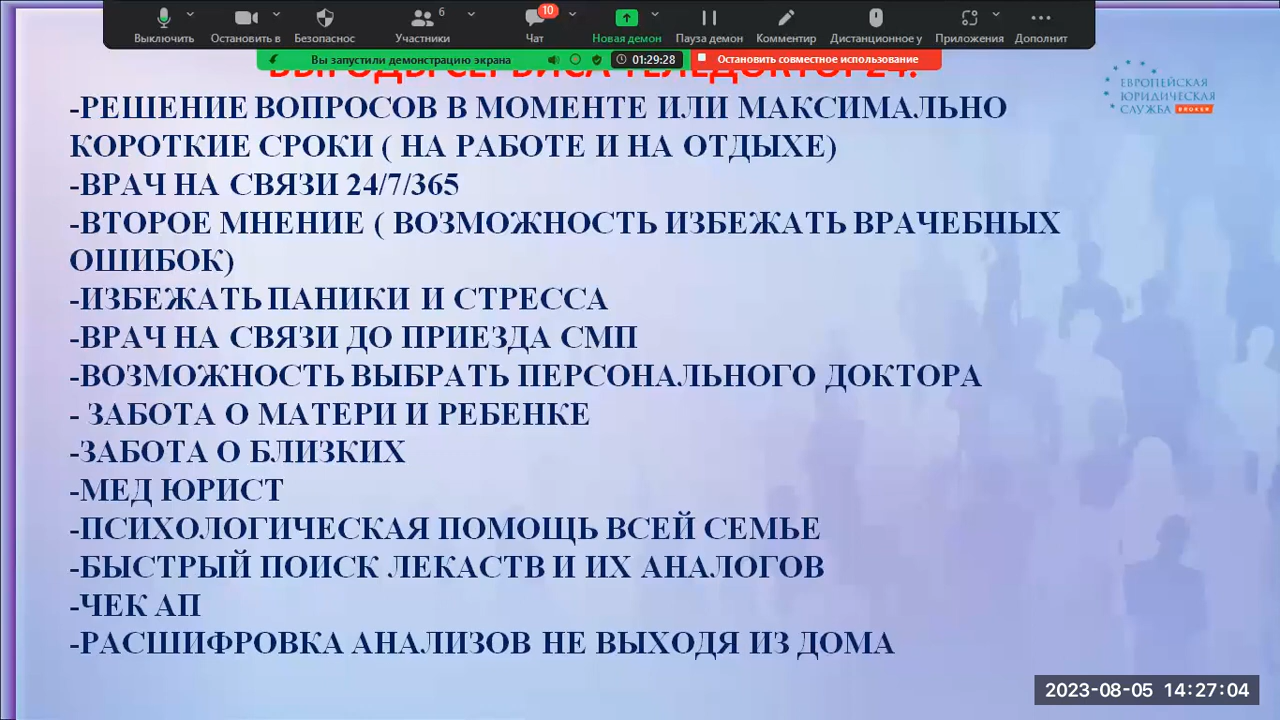 6
10
Выключить
Остановить в
Безопаснос
Участники
Чат
Новая демон
Пауза демон
Комментир
Дистанционное у
Приложения
Дополнит
Вы запустили демонстрацию экрана
01:29:28
Остановить совместное использование
ЕВРОПЕЙСКАЯ
ЮРИДИЧЕСКАЯ
СЛУЖБА BROKER
-РЕШЕНИЕ ВОПРОСОВ В МОМЕНТЕ ИЛИ МАКСИМАЛЬНО
КОРОТКИЕ СРОКИ ( НА РАБОТЕ И НА ОТДЫХЕ)
-ВРАЧ НА СВЯЗИ 24/7/365
-ВТОРОЕ МНЕНИЕ ( ВОЗМОЖНОСТЬ ИЗБЕЖАТЬ ВРАЧЕБНЫХ
ОШИБОК)
-ИЗБЕЖАТЬ ПАНИКИ И СТРЕССА
-ВРАЧ НА СВЯЗИ ДО ПРИЕЗДА СМП
-ВОЗМОЖНОСТЬ ВЫБРАТЬ ПЕРСОНАЛЬНОГО ДОКТОРА
- ЗАБОТА О МАТЕРИ И РЕБЕНКЕ
-ЗАБОТА О БЛИЗКИХ
-МЕД ЮРИСТ
-ПСИХОЛОГИЧЕСКАЯ ПОМОЩЬ ВСЕЙ СЕМЬЕ
-БЫСТРЫЙ ПОИСК ЛЕКАСТВ И ИХ АНАЛОГОВ
-ЧЕК АП
-РАСШИФРОВКА АНАЛИЗОВ НЕ ВЫХОДЯ ИЗ ДОМА
2023-08-05 14:27:04